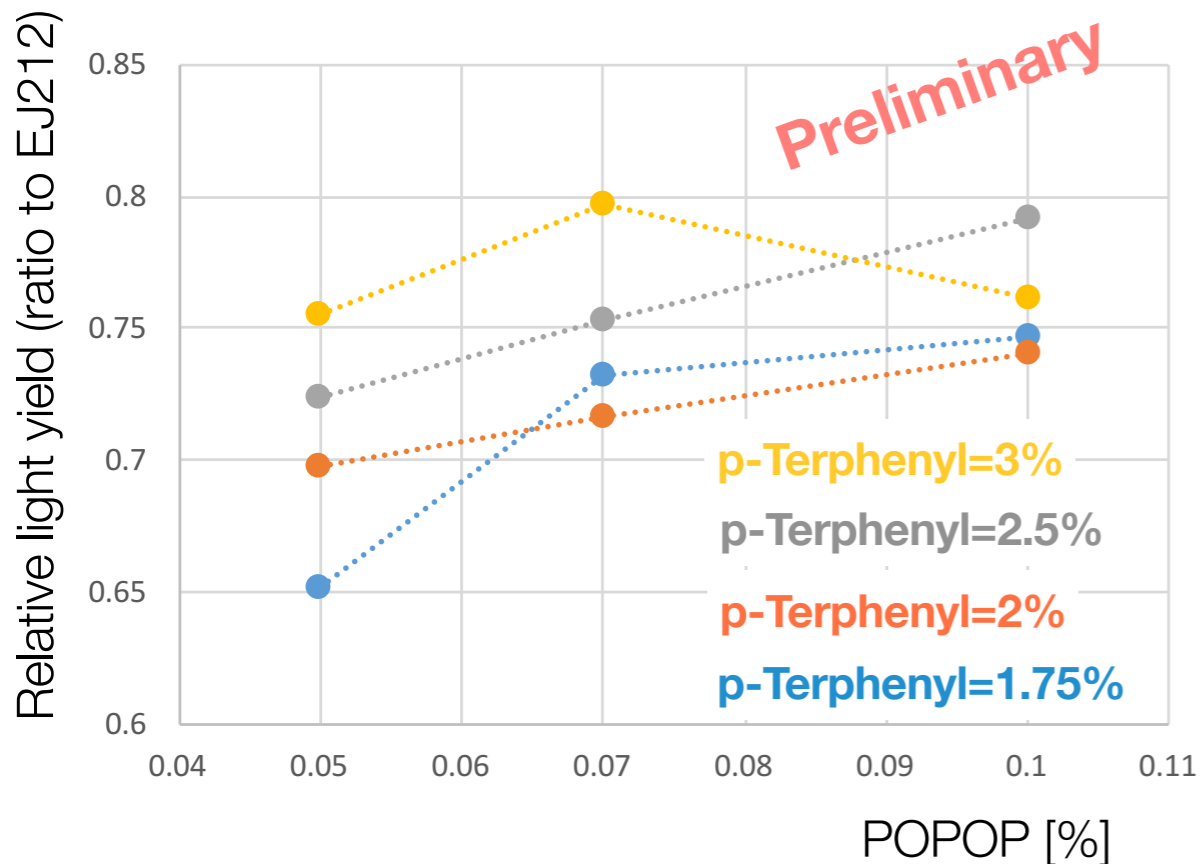 Relative light yield (ratio to EJ212)
0.85
0.8
0.75
0.7
0.65
0.6
Preliminary
p-Terphenyl=3%
p-Terphenyl=2.5%
p-Terphenyl=2%
p-Terphenyl=1.75%
0.04 0.05 0.06 0.07 0.08 0.09 0.1 0.11
POPOP [%]